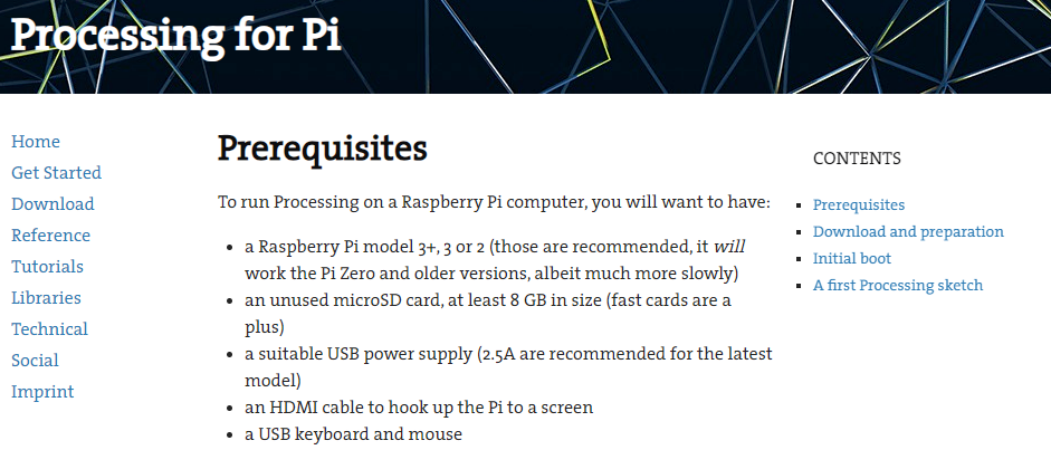 Processing for Pi
Home
Get Started
Download
Reference
Tutorials
Libraries
Technical
Social
Imprint
Prerequisites
To run Processing on a Raspberry Pi computer, you will want to have:
• a Raspberry Pi model 3+, 3 or 2 (those are recommended, it will
work the Pi Zero and older versions, albeit much more slowly)
• an unused microSD card, at least 8 GB in size (fast cards are a
plus)
• a suitable USB power supply (2.5A are recommended for the latest
model)
• an HDMI cable to hook up the Pi to a screen
• a USB keyboard and mouse
CONTENTS
▪ Prerequisites
▪ Download and preparation
▪ Initial boot
▪ A first Processing sketch